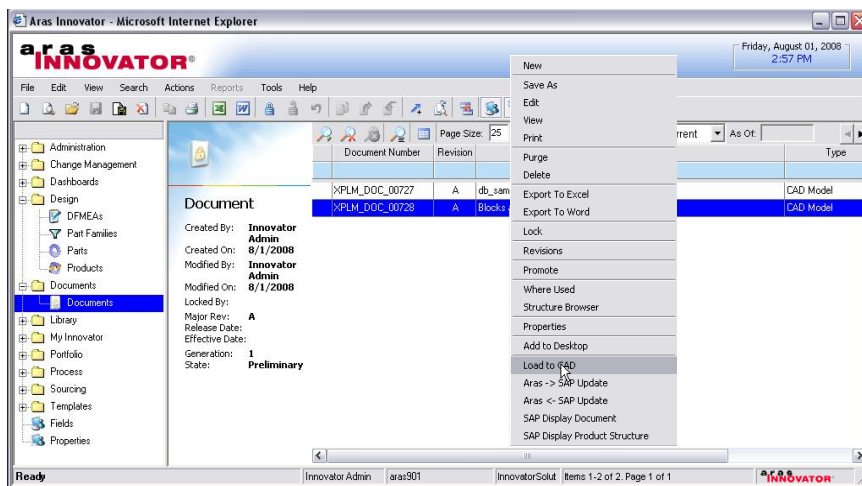 Aras Innovator - Microsoft Internet Explorer
aras
INNOVATOR®
Friday, August 01, 2008
2:57 PM
File Edit View Search Actions Reports Tools Help
Page Size: 25
As Of:
Document Number Revision Type
XPLM_DOC_00727 A CAD Model
XPLM_DOC_00728 A Blocks CAD Model
Administration
Change Management
Dashboards
Design
DFMEAs
Part Families
Parts
Products
Documents
Documents
Library
My Innovator
Portfolio
Process
Sourcing
Templates
Fields
Properties
Document
Created By: Innovator
Admin
Created On: 8/1/2008
Modified By: Innovator
Admin
Modified On: 8/1/2008
Locked By:
Major Rev: A
Release Date:
Effective Date:
Generation: 1
State: Preliminary
New
Save As
Edit
View
Print
Purge
Delete
Export To Excel
Export To Word
Lock
Revisions
Promote
Where Used
Structure Browser
Properties
Add to Desktop
Load to CAD
Aras -> SAP Update
Aras <- SAP Update
SAP Display Document
SAP Display Product Structure
Ready Innovator Admin aras901 InnovatorSolut Items 1-2 of 2. Page 1 of 1
aras
INNOVATOR